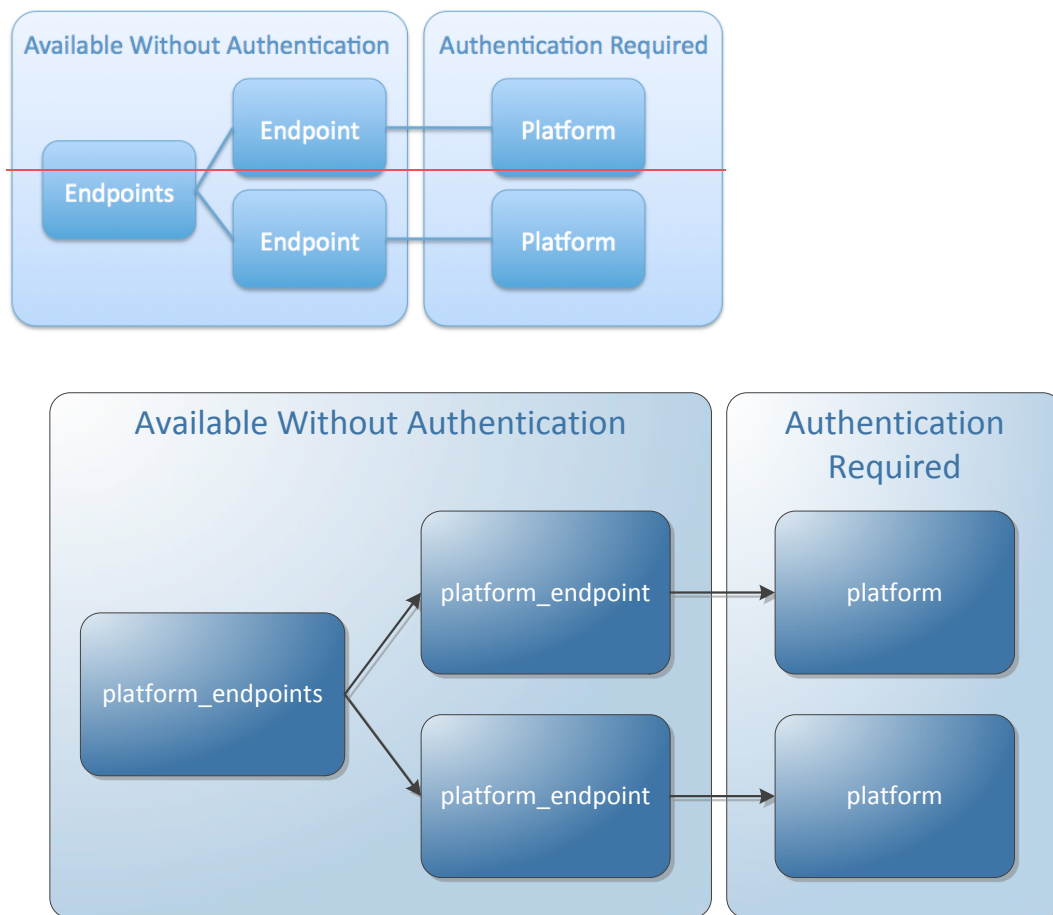 Available Without Authentication
Authentication Required
Endpoint
Platform
Endpoints
Endpoint
Platform
Available Without Authentication
Authentication
Required
platform_endpoint
platform
platform_endpoints
platform_endpoint
platform